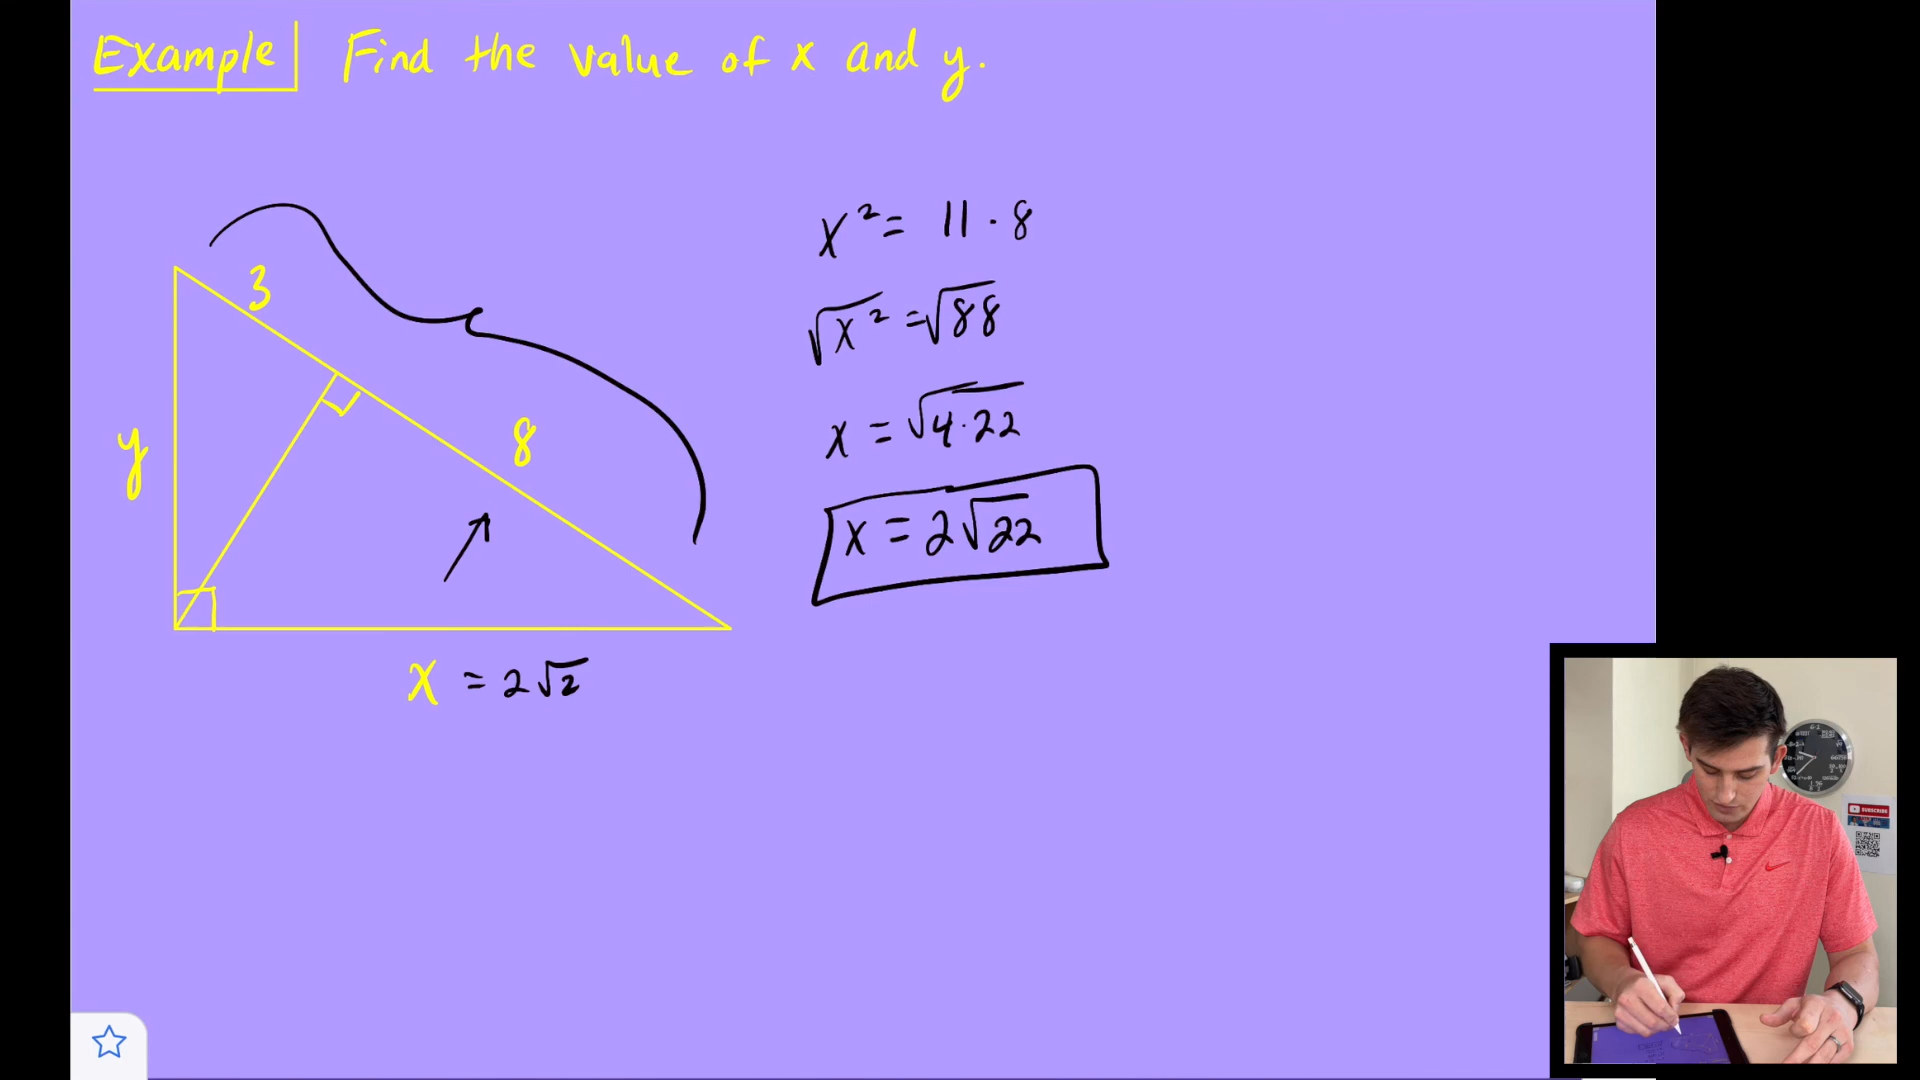 Example Find the value of x and y.
3
8
y
x = 2√2
x² = 11 · 8
√x² = √88
x = √4·22
x = 2√22
SUBSCRIBE